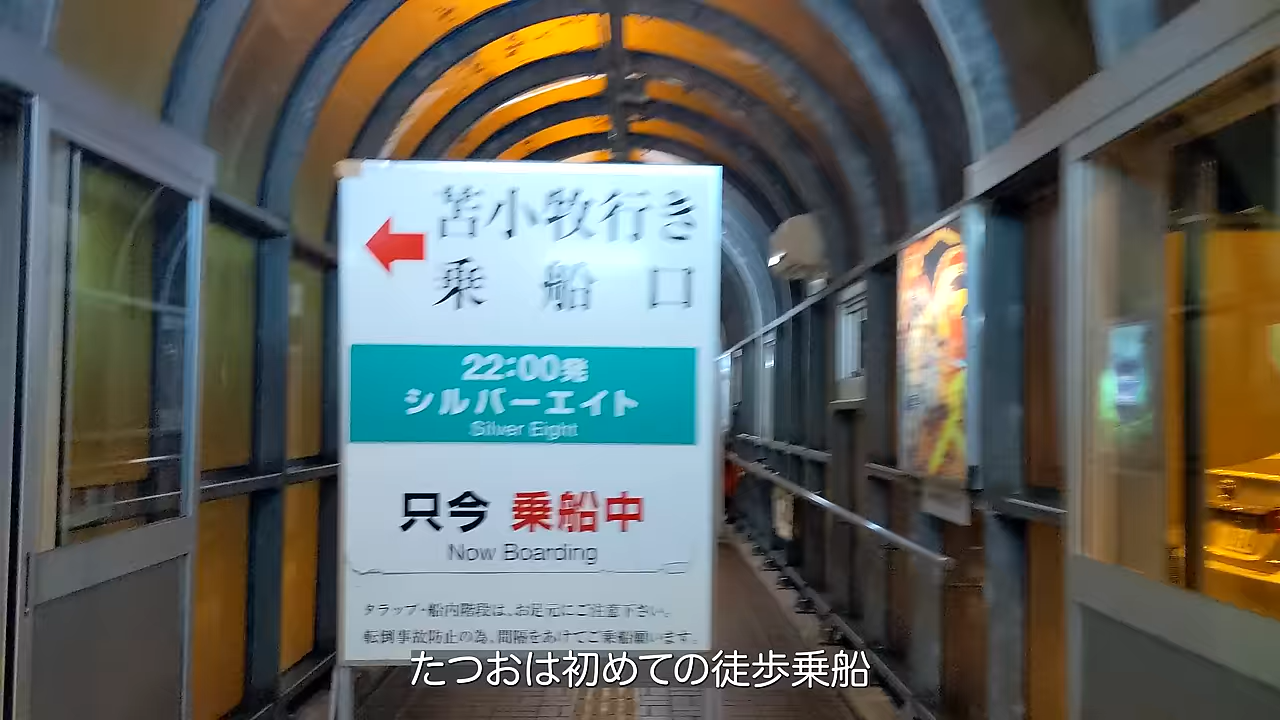 苫小牧行き
乗船口
22:00発
シルバーエイト
Silver Eight
只今 乗船中
Now Boarding
タラップ・船内階段は、お足元にご注意下さい。
転倒事故防止の為、間隔をあけてご乗船願います。
たつおは初めての徒歩乗船